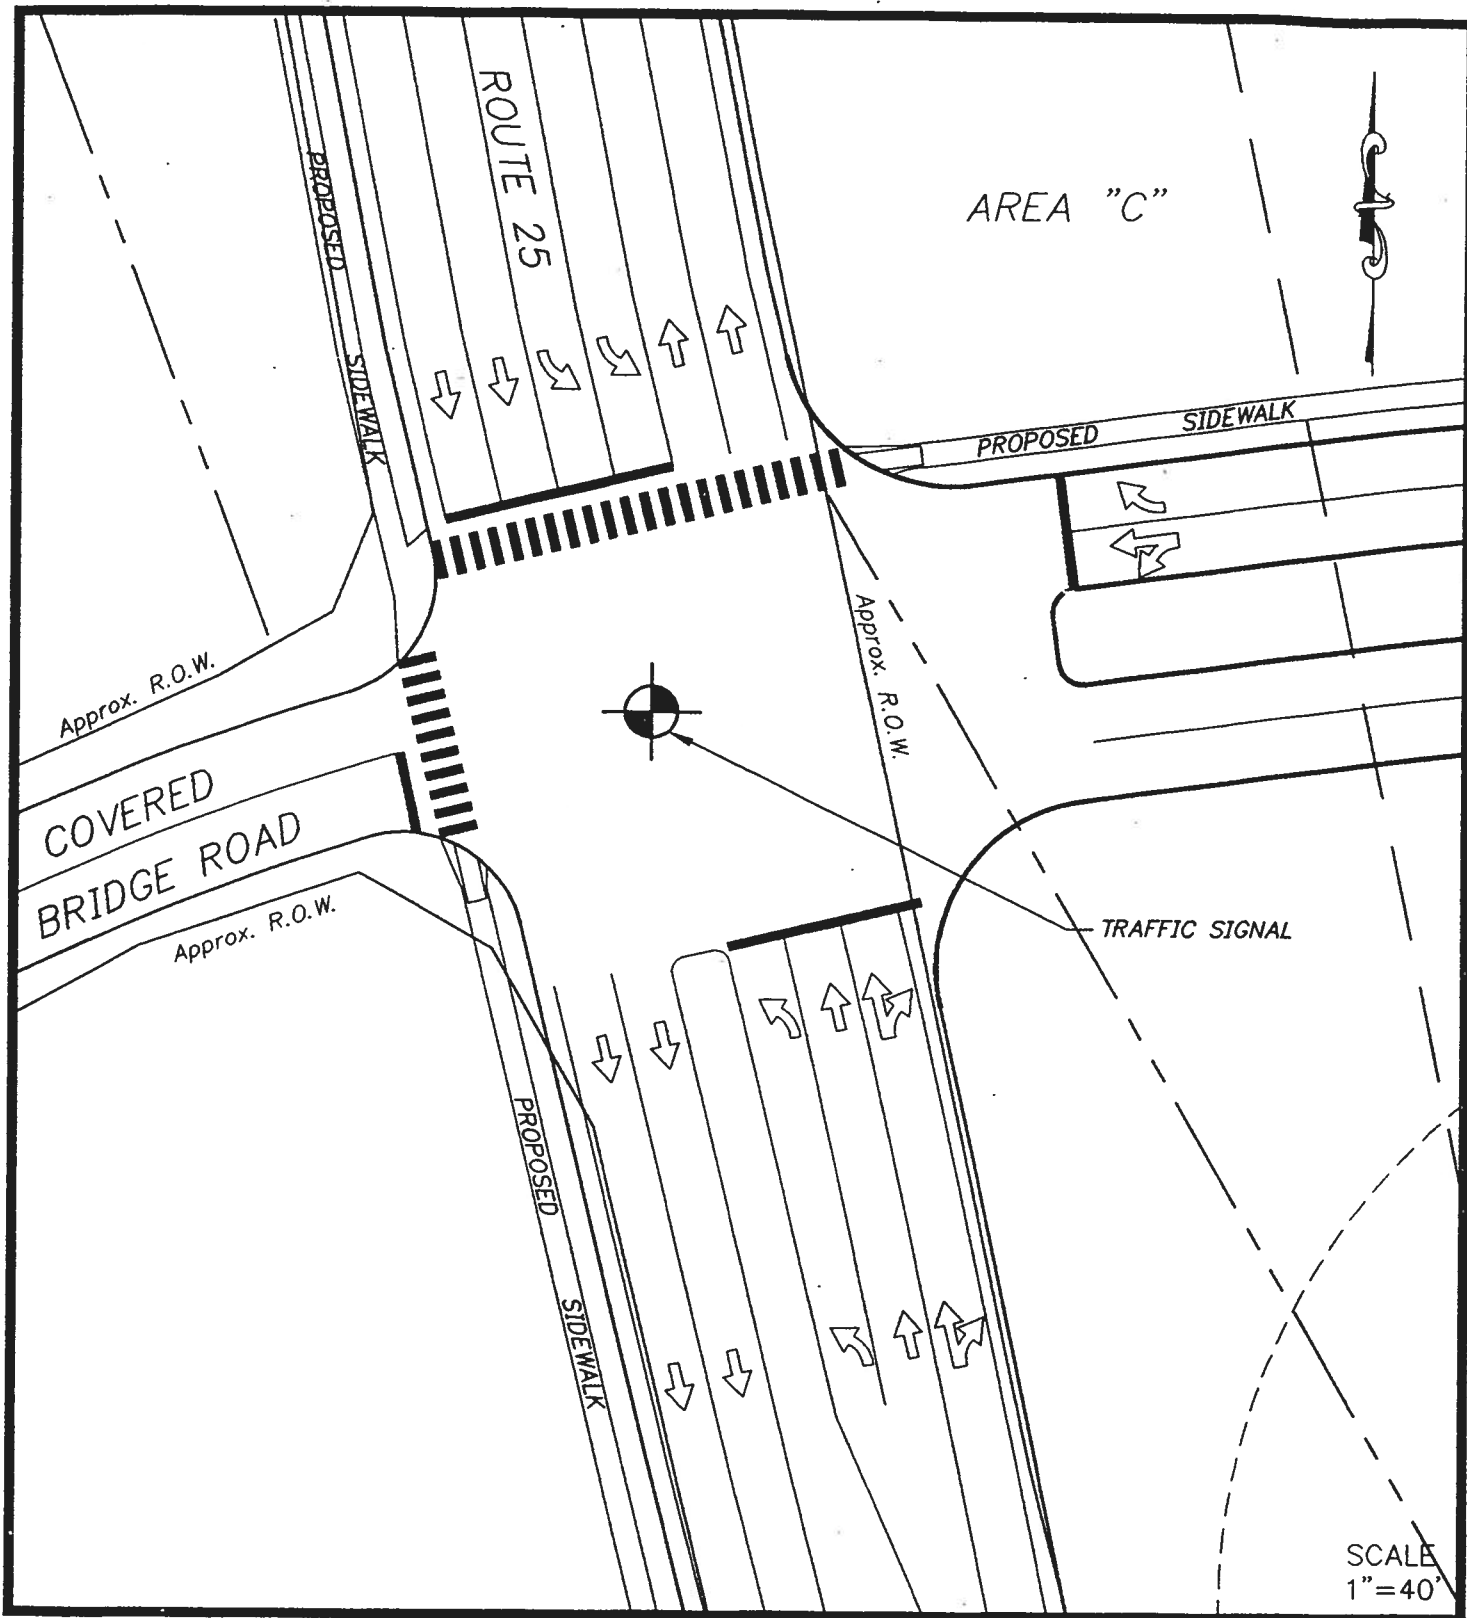 ROUTE 25
PROPOSED SIDEWALK
AREA "C"
PROPOSED SIDEWALK
Approx. R.O.W.
Approx. R.O.W.
COVERED
BRIDGE ROAD
Approx. R.O.W.
TRAFFIC SIGNAL
PROPOSED SIDEWALK
SCALE
1"=40'